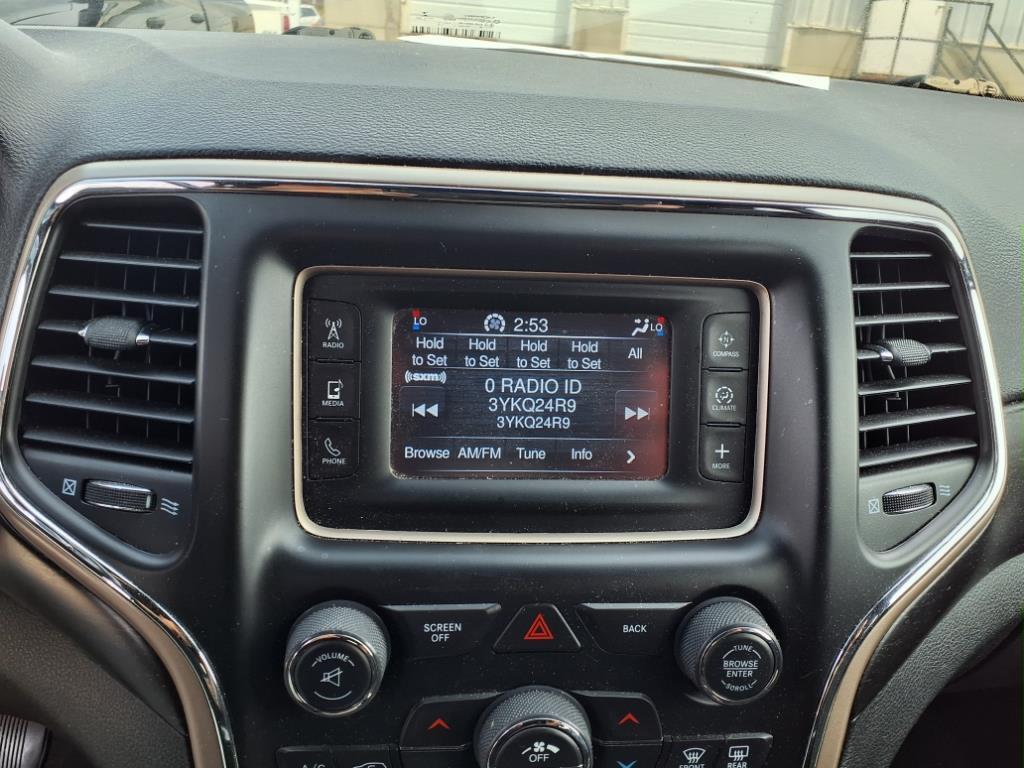 LO 2:53 LO
Hold to Set Hold to Set Hold to Set Hold to Set All
((sxm))
0 RADIO ID
3YKQ24R9
3YKQ24R9
Browse AM/FM Tune Info
RADIO
MEDIA
PHONE
N
COMPASS
CLIMATE
MORE
SCREEN OFF
BACK
VOLUME
TUNE
BROWSE
ENTER
SCROLL
OFF
A/C
FRONT
REAR